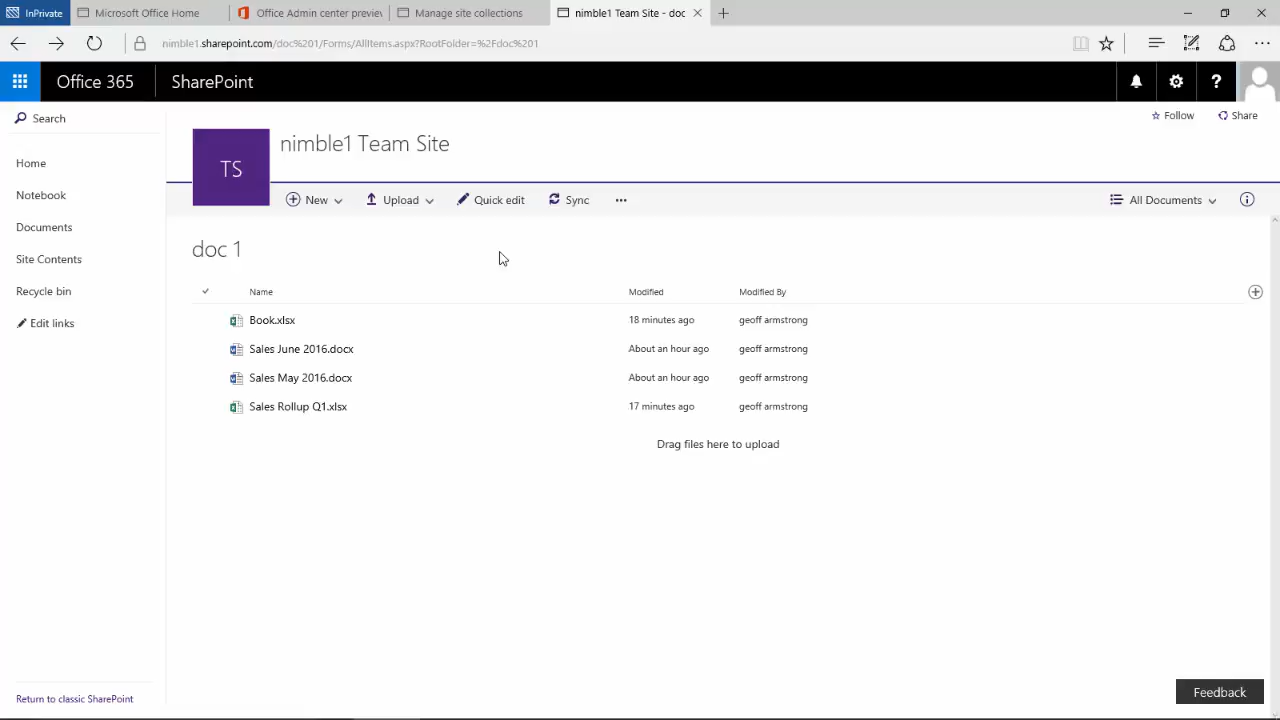 InPrivate
Microsoft Office Home
Office Admin center previ
Manage site collections
nimble1 Team Site - doc
nimble1.sharepoint.com/doc%201/Forms/AllItems.aspx?RootFolder=%2Fdoc%201
Office 365 SharePoint ?
Search
Follow Share
nimble1 Team Site
TS
Home
Notebook
Documents
Site Contents
Recycle bin
Edit links
New Upload Quick edit Sync ... All Documents
doc 1
Name Modified Modified By
Book.xlsx 18 minutes ago geoff armstrong
Sales June 2016.docx About an hour ago geoff armstrong
Sales May 2016.docx About an hour ago geoff armstrong
Sales Rollup Q1.xlsx 17 minutes ago geoff armstrong
Drag files here to upload
Return to classic SharePoint
Feedback